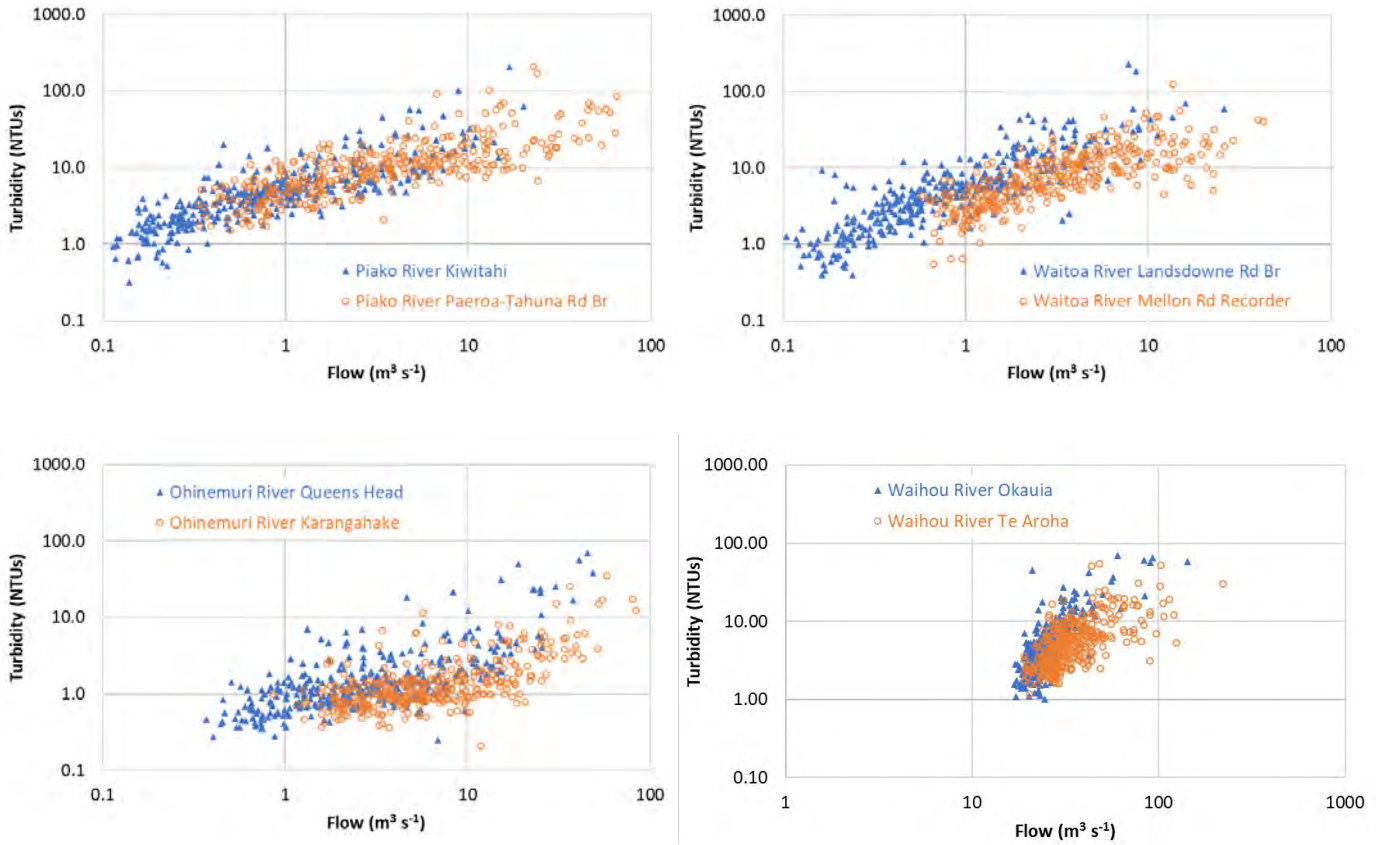 1000.0
100.0
10.0
1.0
0.1
Turbidity (NTUs)
Piako River Kiwitahi
Piako River Paeroa-Tahuna Rd Br
0.1 1 10 100
Flow (m³ s⁻¹)
1000.0
100.0
10.0
1.0
0.1
Turbidity (NTUs)
Waitoa River Landsdowne Rd Br
Waitoa River Mellon Rd Recorder
0.1 1 10 100
Flow (m³ s⁻¹)
1000.0
100.0
10.0
1.0
0.1
Turbidity (NTUs)
Ohinemuri River Queens Head
Ohinemuri River Karangahake
0.1 1 10 100
Flow (m³ s⁻¹)
1000.00
100.00
10.00
1.00
0.10
Turbidity (NTUs)
Waihou River Okauia
Waihou River Te Aroha
1 10 100 1000
Flow (m³ s⁻¹)